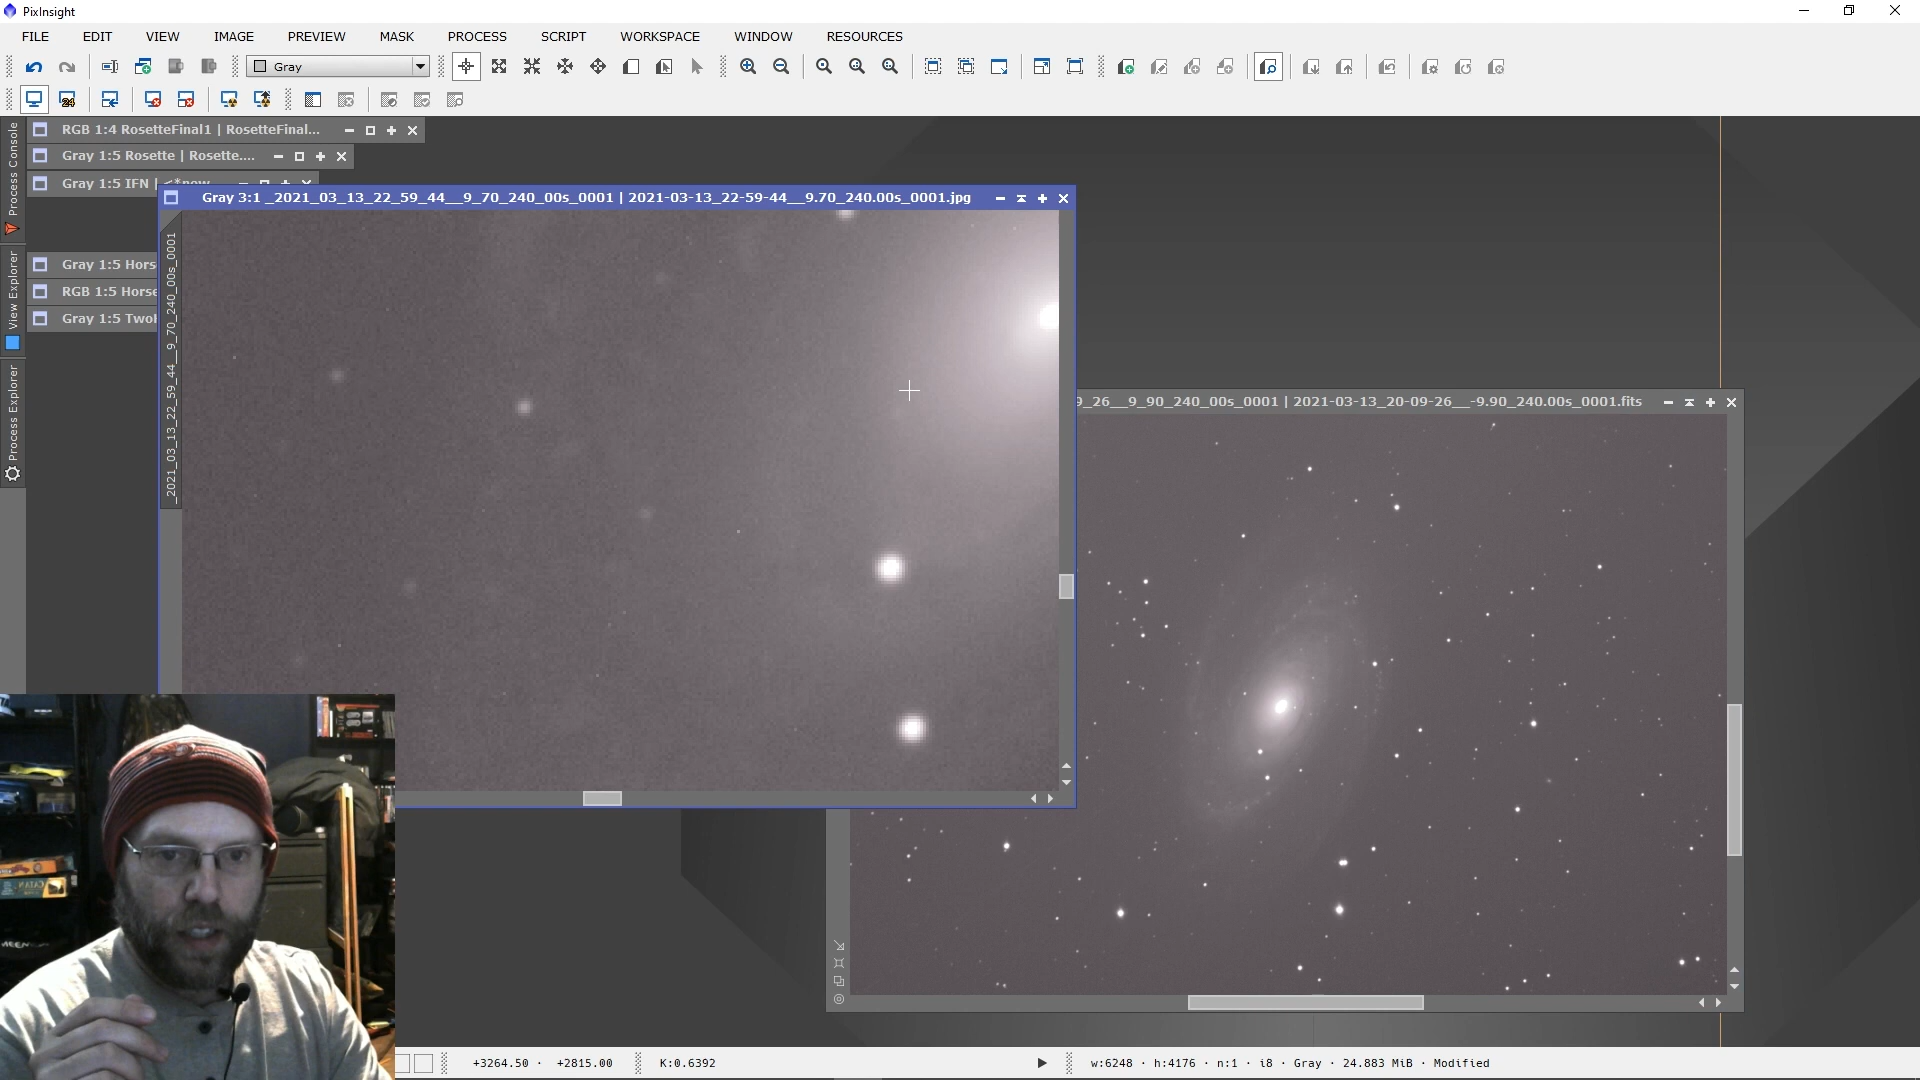 PixInsight
FILE EDIT VIEW IMAGE PREVIEW MASK PROCESS SCRIPT WORKSPACE WINDOW RESOURCES
Gray
24
RGB 1:4 RosetteFinal1 | RosetteFinal...
Gray 1:5 Rosette | Rosette....
Gray 1:5 IFN | <*new
Gray 3:1 _2021_03_13_22_59_44__9_70_240_00s_0001 | 2021-03-13_22-59-44__9.70_240.00s_0001.jpg
Gray 1:5 Hors
RGB 1:5 Horse
Gray 1:5 Twol
Process Console
View Explorer
Process Explorer
_2021_03_13_22_59_44__9_70_240_00s_0001
9_26__9_90_240_00s_0001 | 2021-03-13_20-09-26__-9.90_240.00s_0001.fits
CATAN
+3264.50 · +2815.00 K:0.6392 w:6248 · h:4176 · n:1 · i8 · Gray · 24.883 MiB · Modified